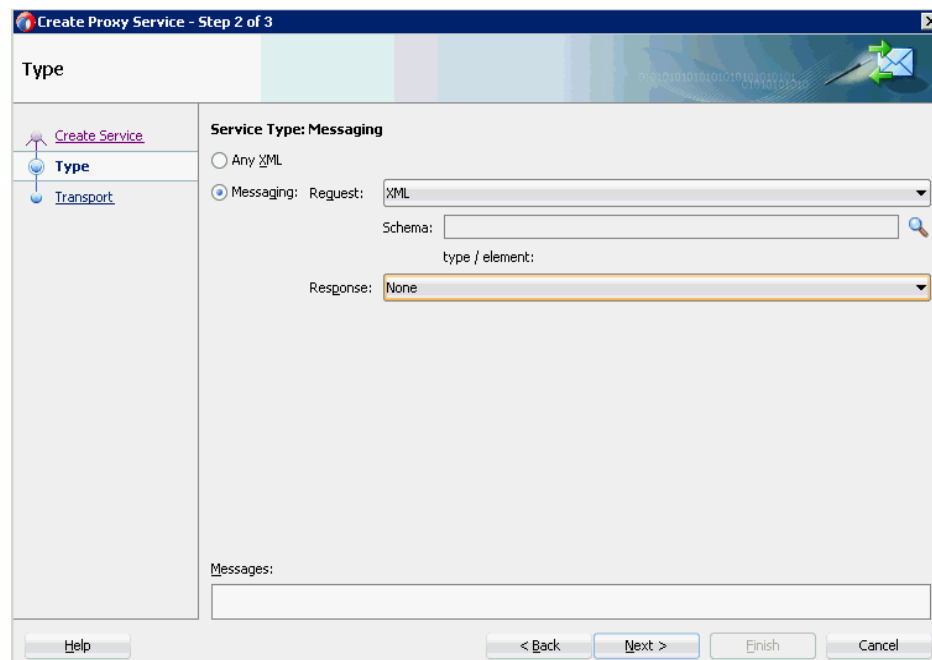 Create Proxy Service - Step 2 of 3
Type
Create Service
Type
Transport
Service Type: Messaging
Any XML
Messaging: Request: XML
Schema:
type / element:
Response: None
Messages:
Help < Back Next > Finish Cancel